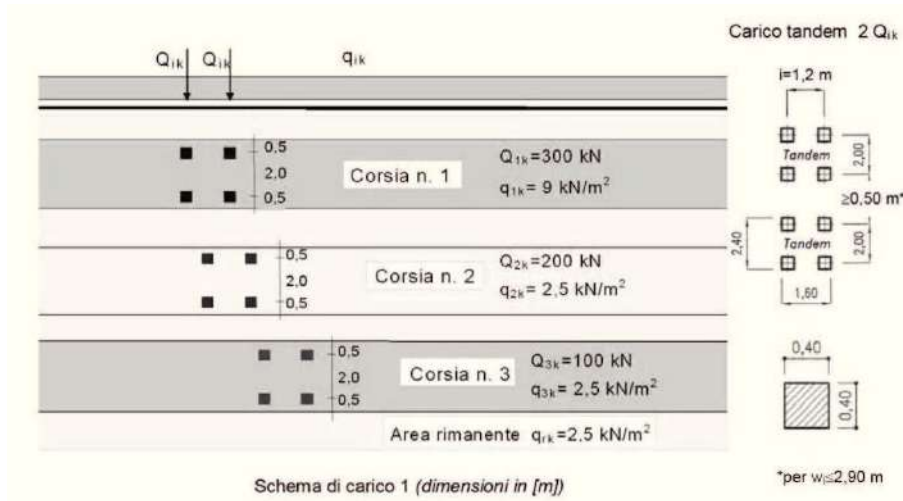 Carico tandem 2 Qik
Qik Qik qik
i=1,2 m
0,5
2,0
0,5
Corsia n. 1
Q1k=300 kN
q1k= 9 kN/m²
Tandem
2,00
≥0,50 m*
0,5
2,0
0,5
Corsia n. 2
Q2k=200 kN
q2k= 2,5 kN/m²
2,40
Tandem
2,00
1,60
0,5
2,0
0,5
Corsia n. 3
Q3k=100 kN
q3k= 2,5 kN/m²
0,40
0,40
Area rimanente qrk=2,5 kN/m²
Schema di carico 1 (dimensioni in [m])
*per wl≤2,90 m